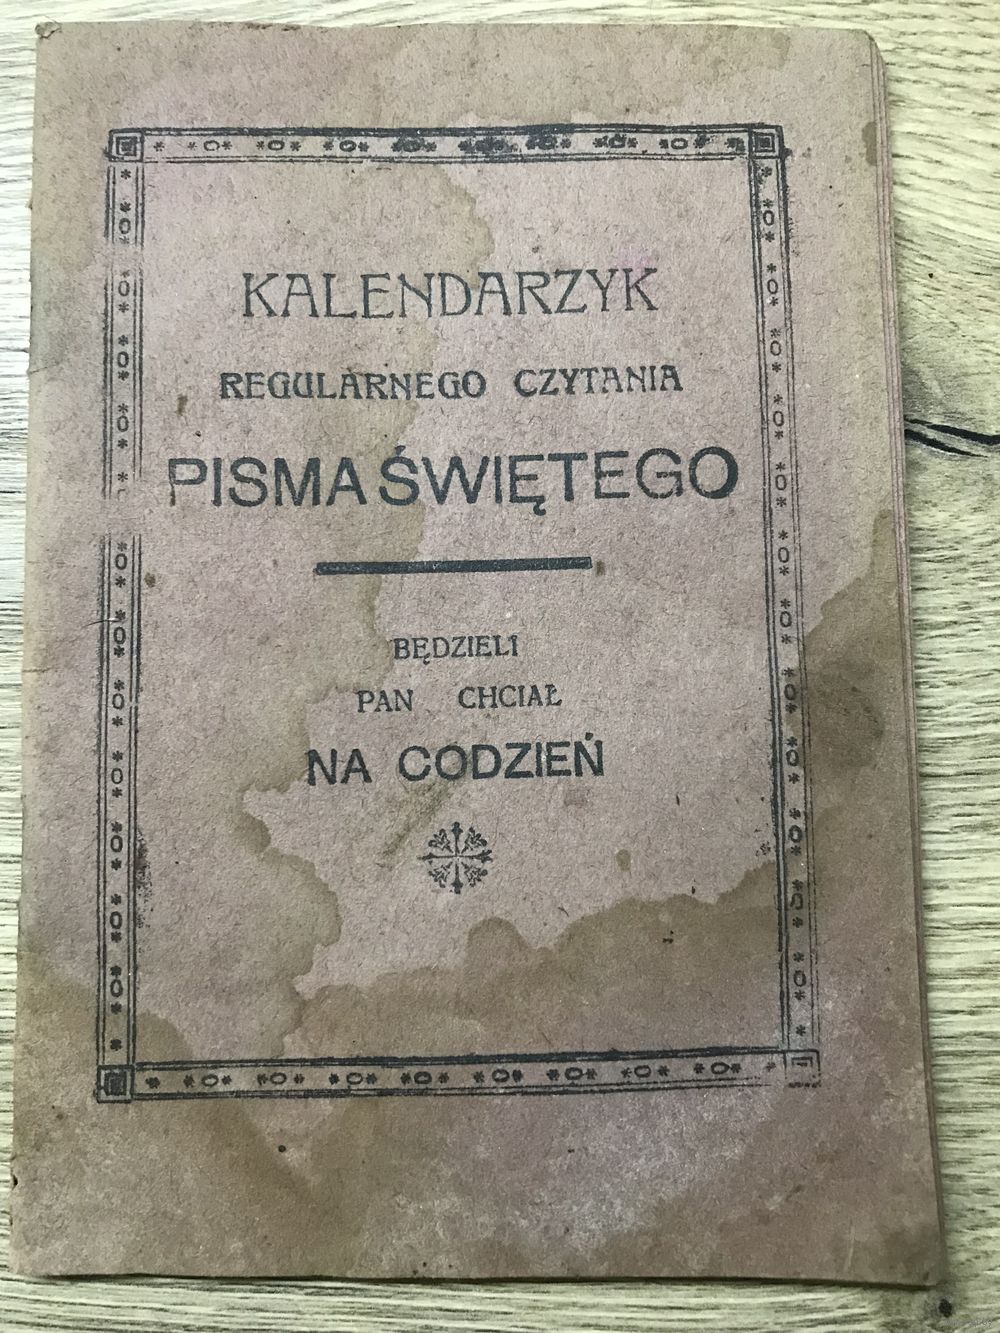 KALENDARZYK
REGULARNEGO CZYTANIA
PISMA ŚWIĘTEGO
BĘDZIELI
PAN CHCIAŁ
NA CODZIEŃ